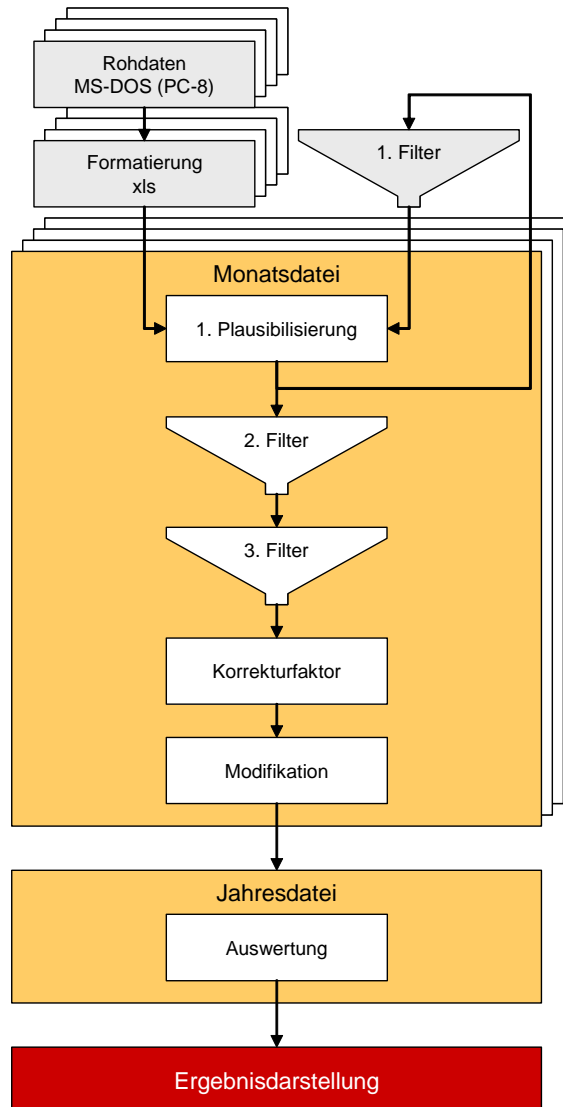 Rohdaten
MS-DOS (PC-8)
Formatierung
xls
1. Filter
Monatsdatei
1. Plausibilisierung
2. Filter
3. Filter
Korrekturfaktor
Modifikation
Jahresdatei
Auswertung
Ergebnisdarstellung